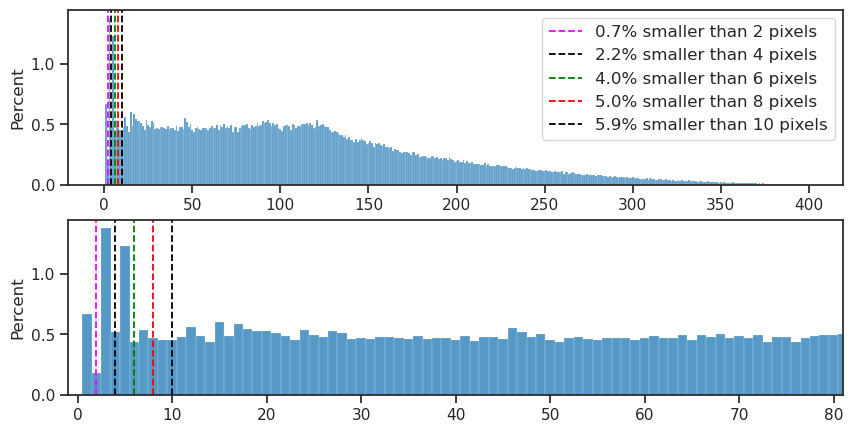 0.7% smaller than 2 pixels
2.2% smaller than 4 pixels
4.0% smaller than 6 pixels
5.0% smaller than 8 pixels
5.9% smaller than 10 pixels
Percent
1.0
0.5
0.0
0 50 100 150 200 250 300 350 400
Percent
1.0
0.5
0.0
0 10 20 30 40 50 60 70 80